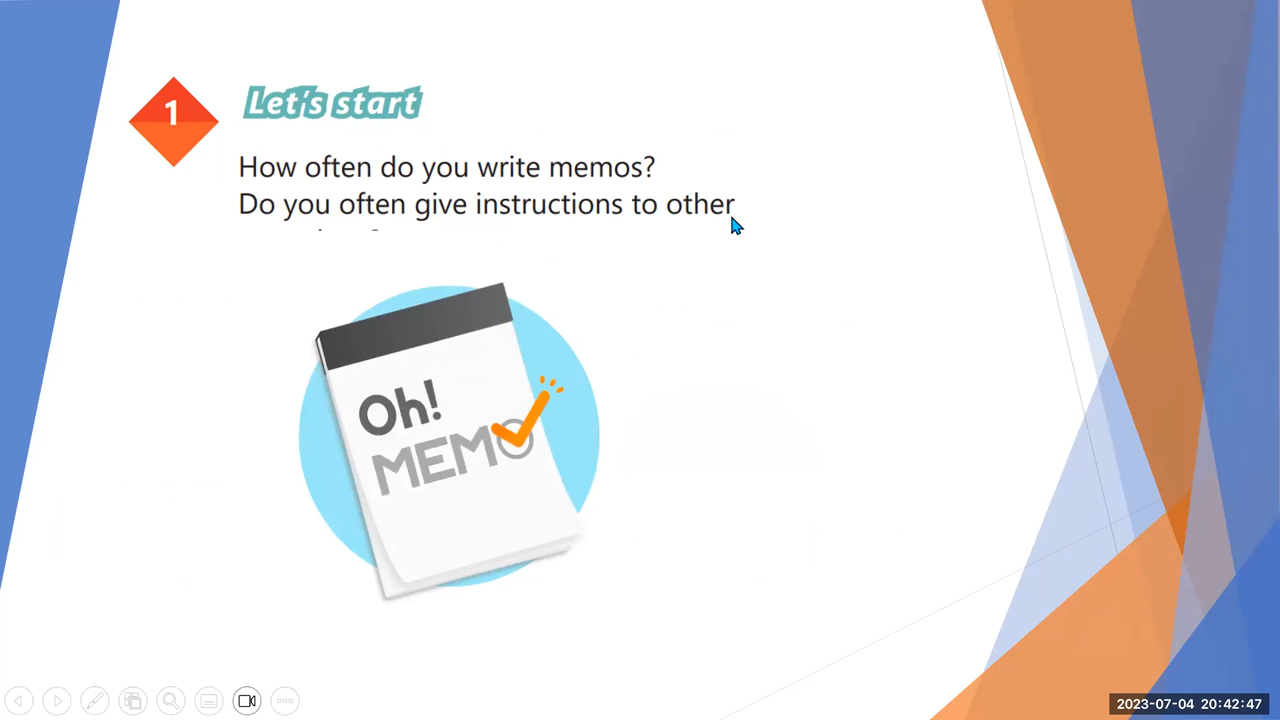 1
Let's start
How often do you write memos?
Do you often give instructions to other
Oh!
MEMO
2023-07-04 20:42:47